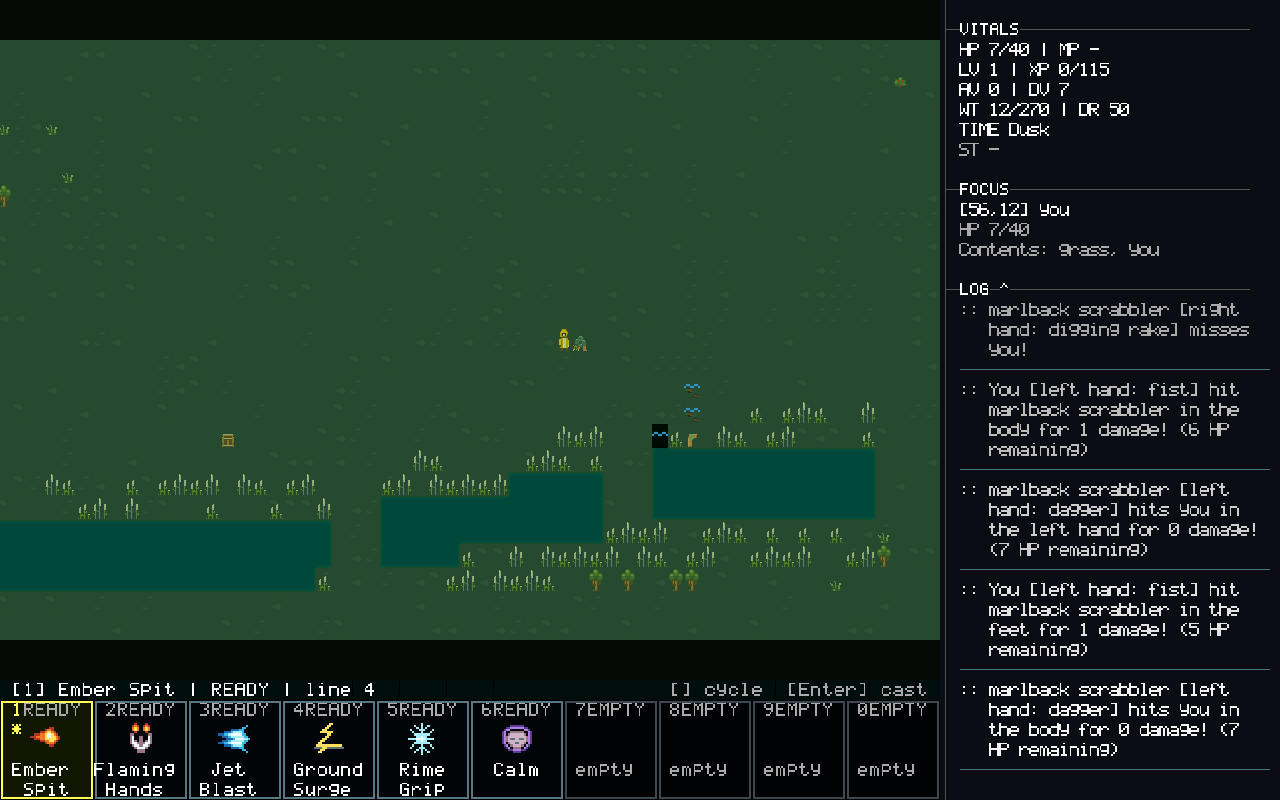 VITALS
HP 7/40 | MP -
LV 1 | XP 0/115
AV 0 | DV 7
WT 12/270 | DR 50
TIME Dusk
ST -
FOCUS
[56,12] You
HP 7/40
Contents: grass, You
LOG ^
:: marlback scrabbler [right
hand: digging rake] misses
you!
:: You [left hand: fist] hit
marlback scrabbler in the
body for 1 damage! (6 HP
remaining)
:: marlback scrabbler [left
hand: dagger] hits you in
the left hand for 0 damage!
(7 HP remaining)
:: You [left hand: fist] hit
marlback scrabbler in the
feet for 1 damage! (5 HP
remaining)
:: marlback scrabbler [left
hand: dagger] hits you in
the body for 0 damage! (7
HP remaining)
[1] Ember Spit | READY | line 4
[] cycle [Enter] cast
1READY 2READY 3READY 4READY 5READY 6READY 7EMPTY 8EMPTY 9EMPTY 0EMPTY
*
Ember Flaming Jet Ground Rime Calm empty empty empty empty
Spit Hands Blast Surge Grip